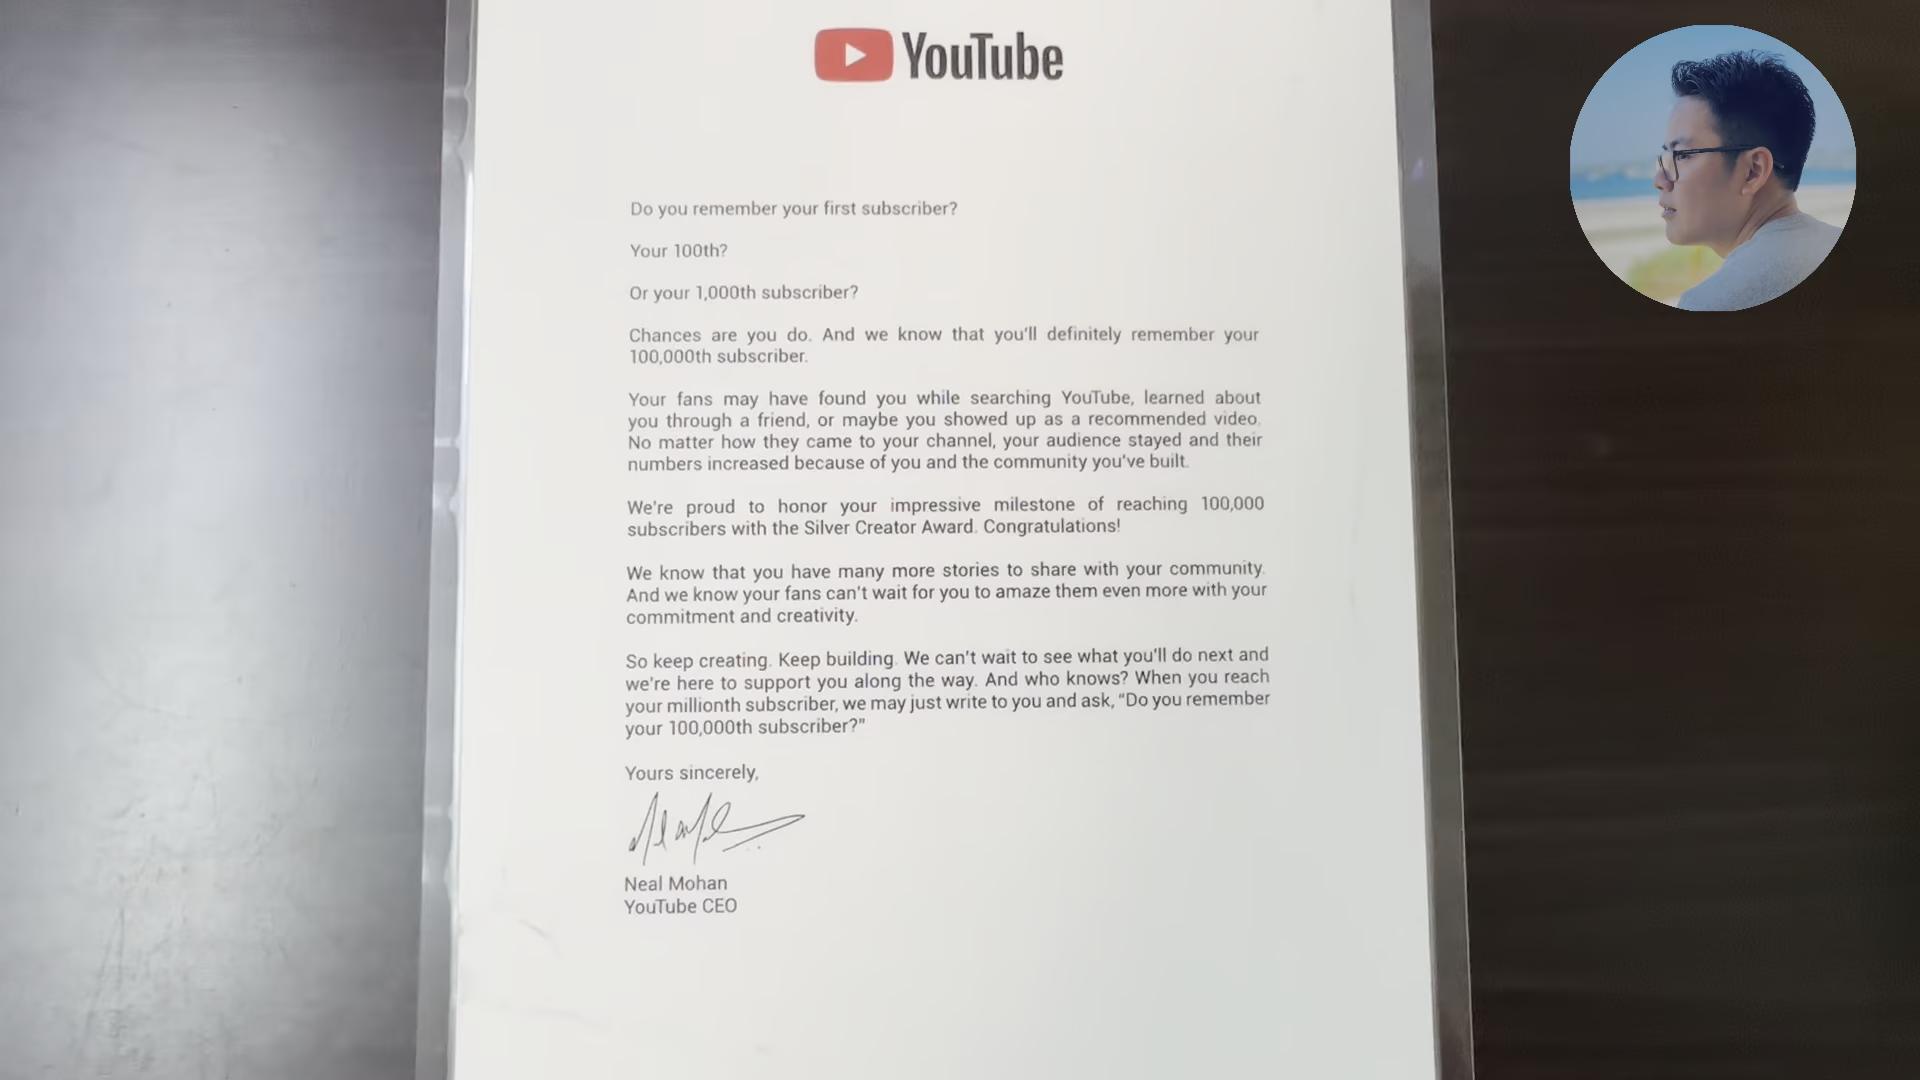 YouTube
Do you remember your first subscriber?
Your 100th?
Or your 1,000th subscriber?
Chances are you do. And we know that you'll definitely remember your
100,000th subscriber.
Your fans may have found you while searching YouTube, learned about
you through a friend, or maybe you showed up as a recommended video.
No matter how they came to your channel, your audience stayed and their
numbers increased because of you and the community you've built.
We're proud to honor your impressive milestone of reaching 100,000
subscribers with the Silver Creator Award. Congratulations!
We know that you have many more stories to share with your community.
And we know your fans can't wait for you to amaze them even more with your
commitment and creativity.
So keep creating. Keep building. We can't wait to see what you'll do next and
we're here to support you along the way. And who knows? When you reach
your millionth subscriber, we may just write to you and ask, "Do you remember
your 100,000th subscriber?"
Yours sincerely,
Neal Mohan
YouTube CEO